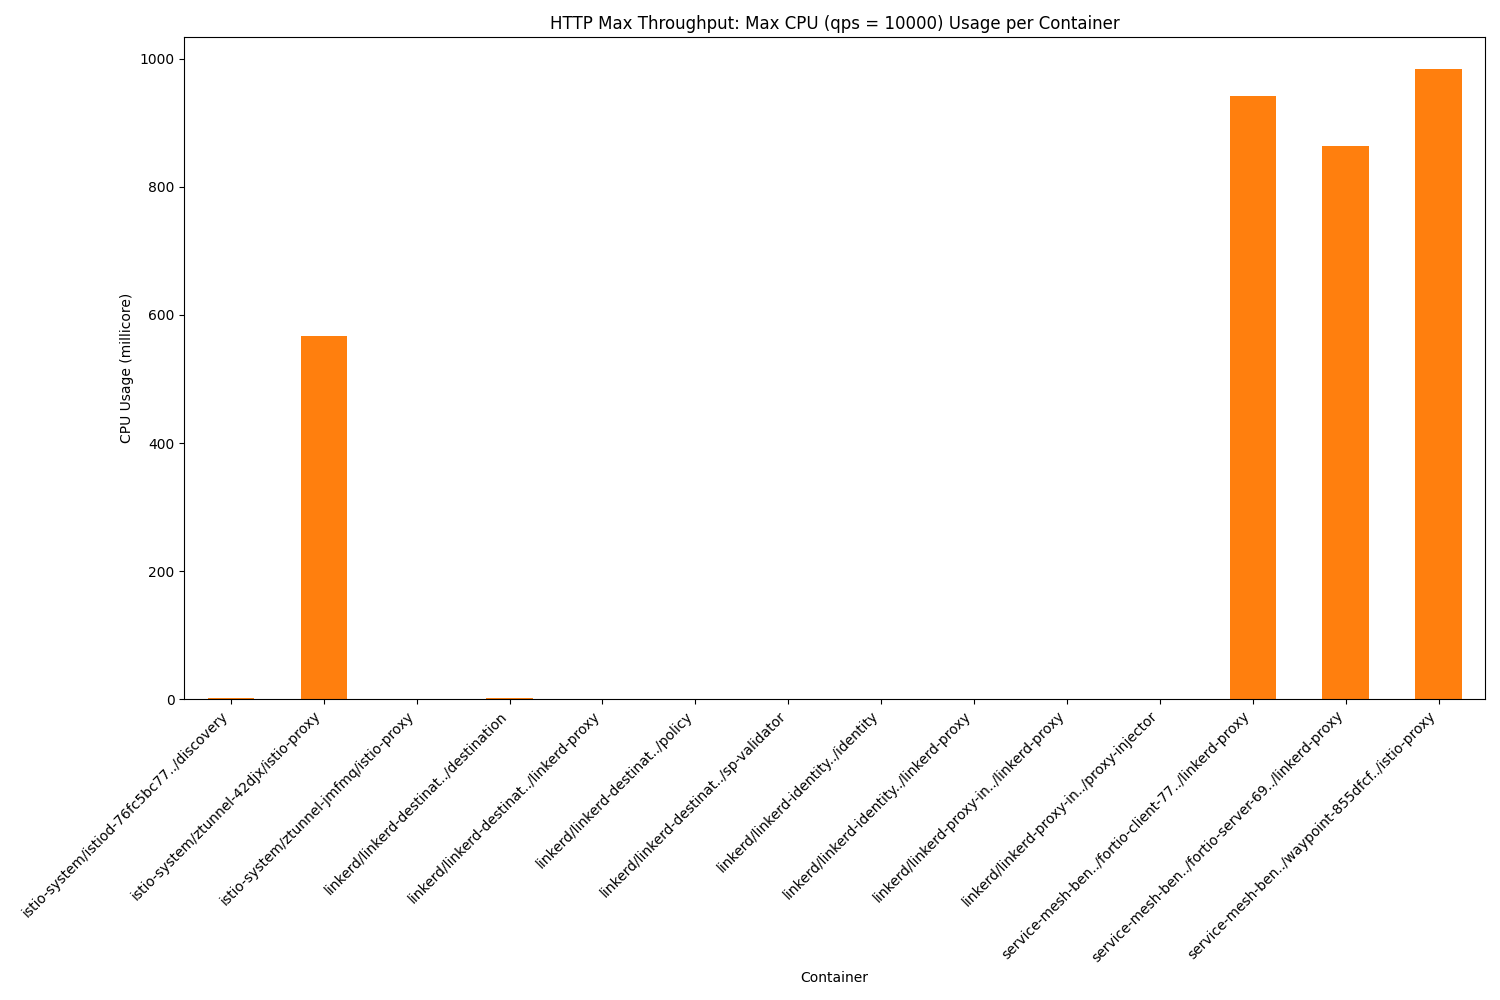 HTTP Max Throughput: Max CPU (qps = 10000) Usage per Container
CPU Usage (millicore)
1000
800
600
400
200
0
istio-system/istiod-76fc5bc77../discovery
istio-system/ztunnel-42djx/istio-proxy
istio-system/ztunnel-jmfmq/istio-proxy
linkerd/linkerd-destinat../destination
linkerd/linkerd-destinat../linkerd-proxy
linkerd/linkerd-destinat../policy
linkerd/linkerd-destinat../sp-validator
linkerd/linkerd-identity../identity
linkerd/linkerd-identity../linkerd-proxy
linkerd/linkerd-proxy-in../linkerd-proxy
linkerd/linkerd-proxy-in../proxy-injector
service-mesh-ben../fortio-client-77../linkerd-proxy
service-mesh-ben../fortio-server-69../linkerd-proxy
service-mesh-ben../waypoint-855dfcf../istio-proxy
Container